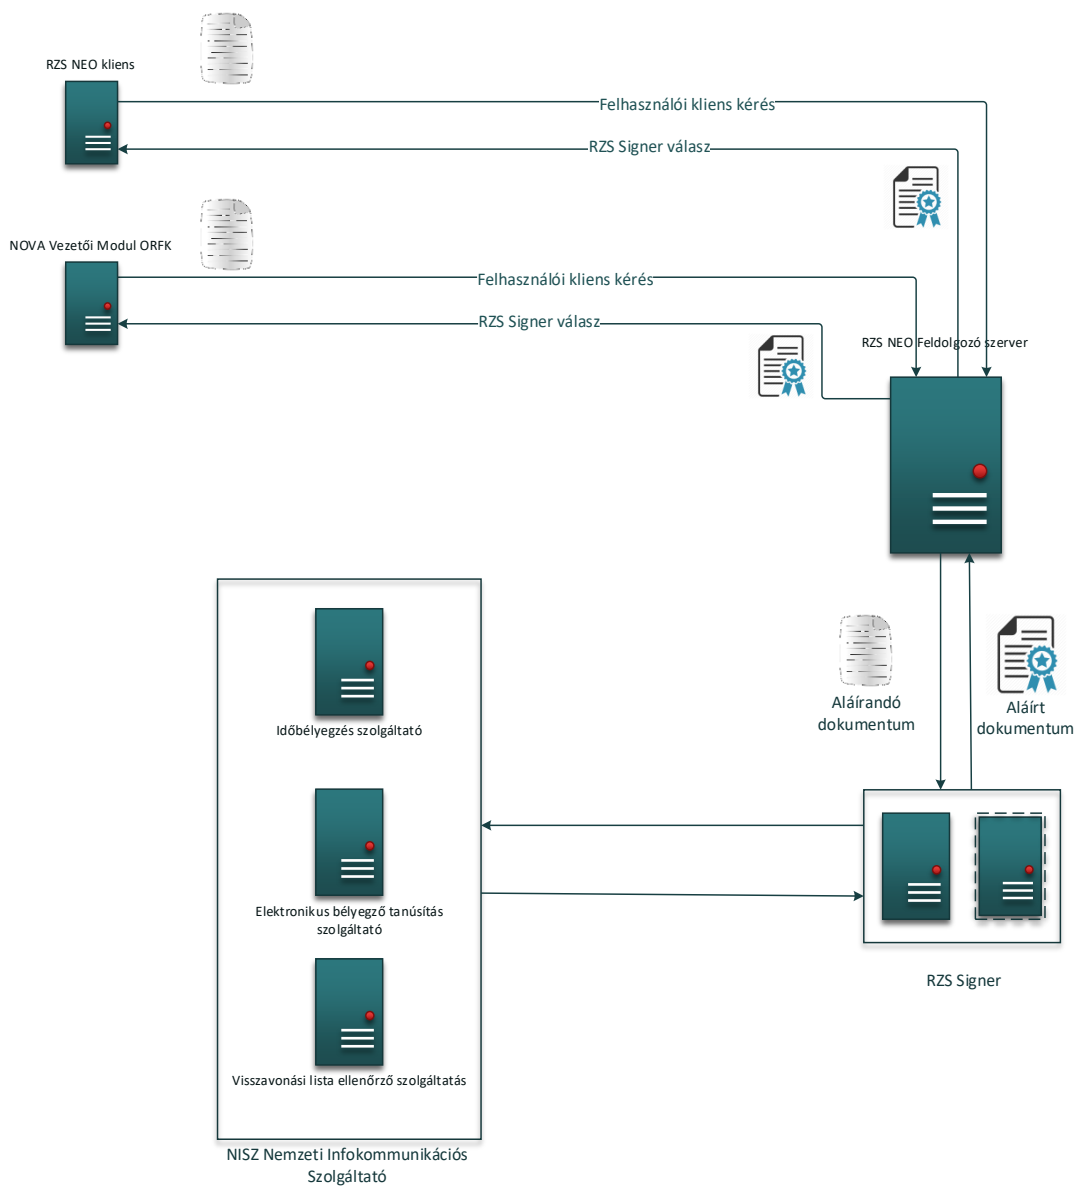 RZS NEO kliens
Felhasználói kliens kérés
RZS Signer válasz
NOVA Vezetői Modul ORFK
Felhasználói kliens kérés
RZS Signer válasz
RZS NEO Feldolgozó szerver
Aláírandó
dokumentum
Aláírt
dokumentum
Időbélyegzés szolgáltató
Elektronikus bélyegző tanúsítás
szolgáltató
Visszavonási lista ellenőrző szolgáltatás
RZS Signer
NISZ Nemzeti Infokommunikációs
Szolgáltató